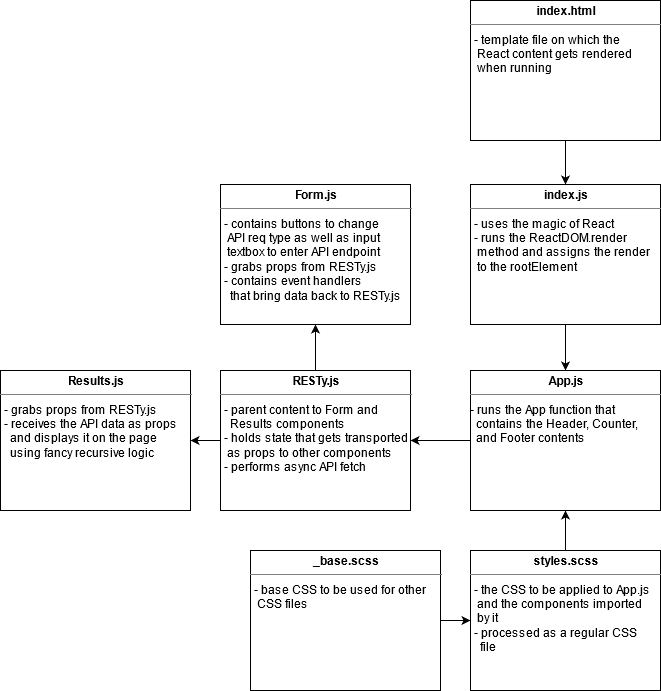 index.html
- template file on which the
React content gets rendered
when running
Form.js
- contains buttons to change
API req type as well as input
textbox to enter API endpoint
- grabs props from RESTy.js
- contains event handlers
that bring data back to RESTy.js
index.js
- uses the magic of React
- runs the ReactDOM.render
method and assigns the render
to the rootElement
Results.js
- grabs props from RESTy.js
- receives the API data as props
and displays it on the page
using fancy recursive logic
RESTy.js
- parent content to Form and
Results components
- holds state that gets transported
as props to other components
- performs async API fetch
App.js
- runs the App function that
contains the Header, Counter,
and Footer contents
_base.scss
- base CSS to be used for other
CSS files
styles.scss
- the CSS to be applied to App.js
and the components imported
by it
- processed as a regular CSS
file